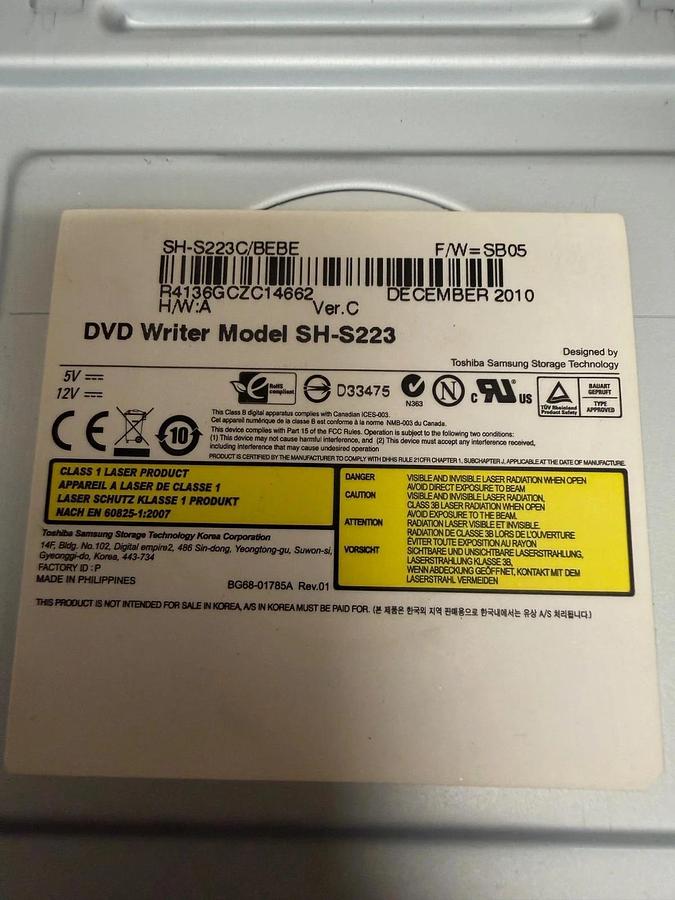 SH-S223C/BEBE F/W=SB05
R4136GCZC14662 DECEMBER 2010
H/W:A Ver.C
DVD Writer Model SH-S223
Designed by
Toshiba Samsung Storage Technology
5V
12V
RoHS compliant
D33475
N363
N
c RU US
TÜV Rheinland
Product Safety
BAUART
GEPRÜFT
TYPE
APPROVED
CE
10
This Class B digital apparatus complies with Canadian ICES-003.
Cet appareil numérique de la classe B est conforme à la norme NMB-003 du Canada.
This device complies with Part 15 of the FCC Rules. Operation is subject to the following two conditions:
(1) This device may not cause harmful interference, and (2) This device must accept any interference received,
including interference that may cause undesired operation
PRODUCT IS CERTIFIED BY THE MANUFACTURER TO COMPLY WITH DHHS RULE 21CFR CHAPTER 1, SUBCHAPTER J, APPLICABLE AT THE DATE OF MANUFACTURE.
CLASS 1 LASER PRODUCT
APPAREIL A LASER DE CLASSE 1
LASER SCHUTZ KLASSE 1 PRODUKT
NACH EN 60825-1:2007
DANGER VISIBLE AND INVISIBLE LASER RADIATION WHEN OPEN
AVOID DIRECT EXPOSURE TO BEAM
CAUTION VISIBLE AND INVISIBLE LASER RADIATION,
CLASS 3B LASER RADIATION WHEN OPEN
AVOID EXPOSURE TO THE BEAM.
ATTENTION RADIATION LASER VISIBLE ET INVISIBLE.
RADIATION DE CLASSE 3B LORS DE L'OUVERTURE
ÉVITER TOUTE EXPOSITION AU RAYON
VORSICHT SICHTBARE UND UNSICHTBARE LASERSTRAHLUNG,
LASERSTRAHLUNG KLASSE 3B,
WENN ABDECKUNG GEÖFFNET, KONTAKT MIT DEM
LASERSTRAHL VERMEIDEN
Toshiba Samsung Storage Technology Korea Corporation
14F, Bldg. No.102, Digital empire2, 486 Sin-dong, Yeongtong-gu, Suwon-si,
Gyeonggi-do, Korea, 443-734
FACTORY ID : P
MADE IN PHILIPPINES BG68-01785A Rev.01
THIS PRODUCT IS NOT INTENDED FOR SALE IN KOREA, A/S IN KOREA MUST BE PAID FOR. (본 제품은 한국외 지역 판매용으로 한국내에서는 유상 A/S 처리됩니다.)